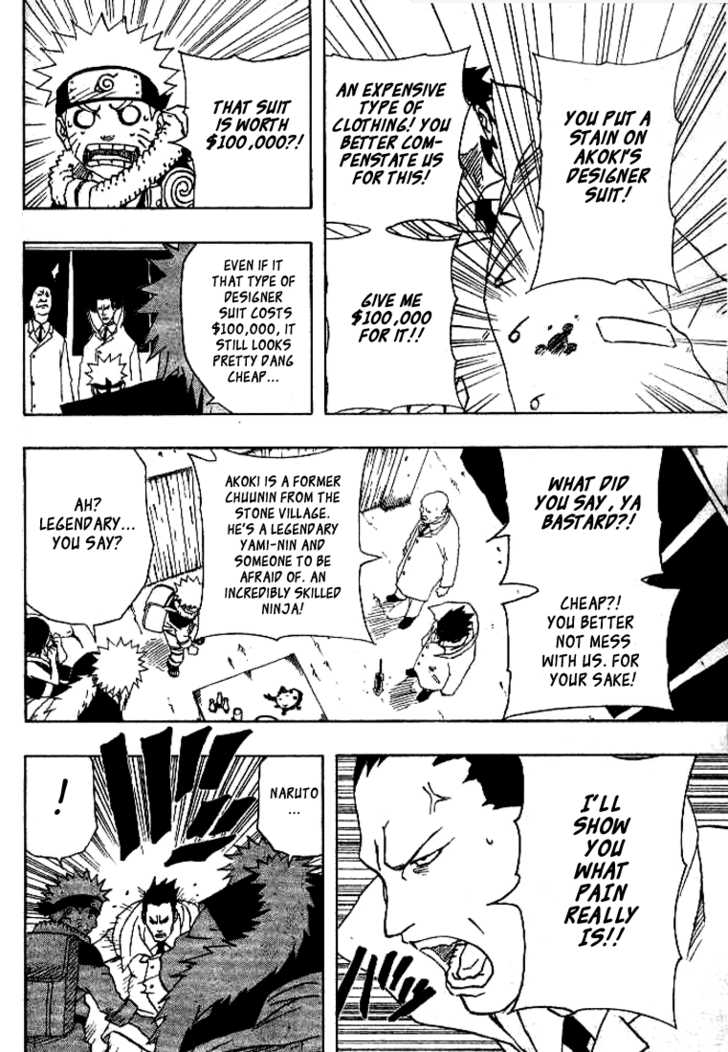 YOU PUT A
STAIN ON
AKOKI'S
DESIGNER
SUIT!
AN EXPENSIVE
TYPE OF
CLOTHING! YOU
BETTER COM-
PENSTATE US
FOR THIS!
GIVE ME
$100,000
FOR IT!!
THAT SUIT
IS WORTH
$100,000?!
EVEN IF IT
THAT TYPE OF
DESIGNER
SUIT COSTS
$100,000, IT
STILL LOOKS
PRETTY DANG
CHEAP...
WHAT DID
YOU SAY, YA
BASTARD?!
CHEAP?!
YOU BETTER
NOT MESS
WITH US. FOR
YOUR SAKE!
AKOKI IS A FORMER
CHUUNIN FROM THE
STONE VILLAGE.
HE'S A LEGENDARY
YAMI-NIN AND
SOMEONE TO BE
AFRAID OF. AN
INCREDIBLY SKILLED
NINJA!
AH?
LEGENDARY...
YOU SAY?
I'LL
SHOW
YOU
WHAT
PAIN
REALLY
IS!!
NARUTO
...
!